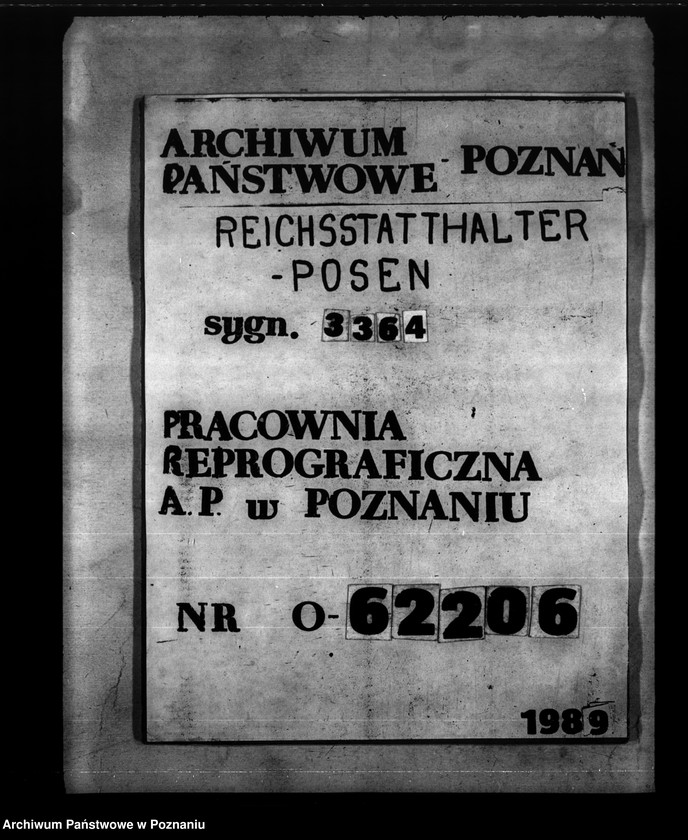 ARCHIWUM
PAŃSTWOWE - POZNAŃ
REICHSSTATTHALTER
-POSEN
sygn. 3364
PRACOWNIA
REPROGRAFICZNA
A.P. w POZNANIU
NR O-62206
1989
Archiwum Państwowe w Poznaniu